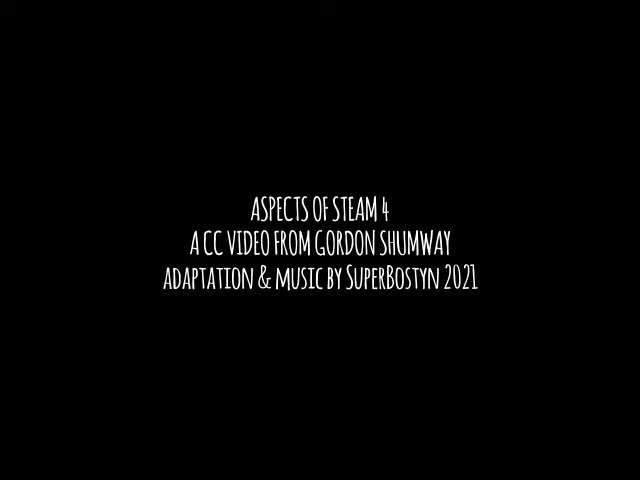 ASPECTS OF STEAM 4
A CC VIDEO FROM GORDON SHUMWAY
ADAPTATION & MUSIC BY SUPERBOSTYN 2021